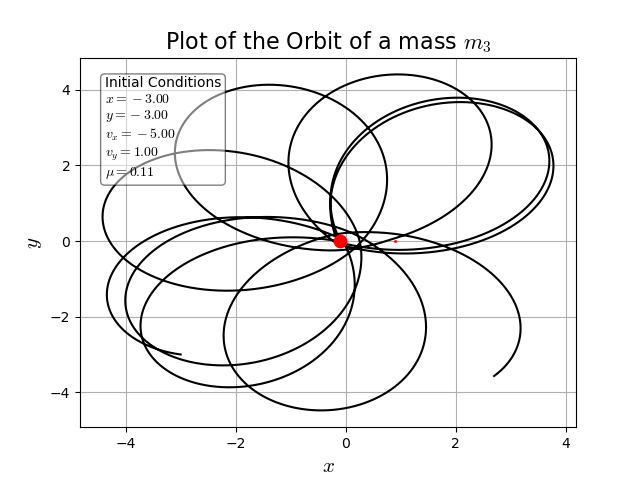 Plot of the Orbit of a mass m₃
Initial Conditions
x = −3.00
y = −3.00
vₓ = −5.00
v_y = 1.00
μ = 0.11
4
2
0
−2
−4
y
−4
−2
0
2
4
x